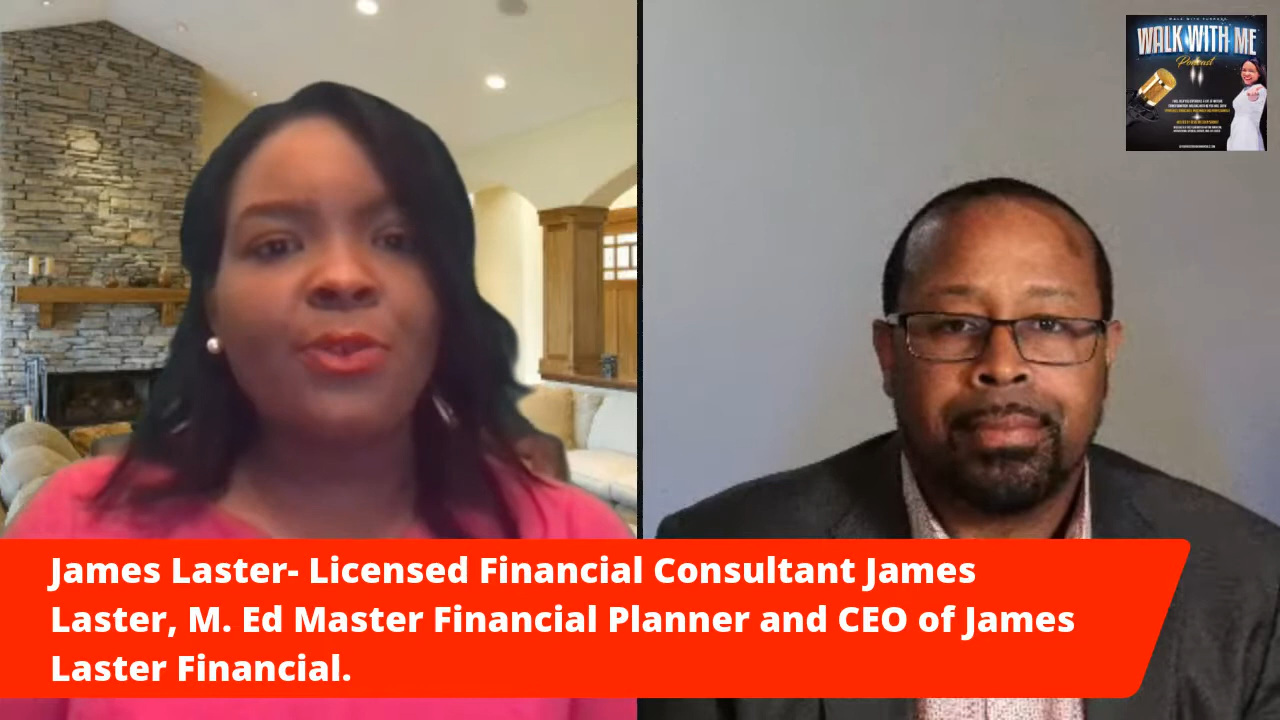 WALK WITH ME
Podcast
James Laster- Licensed Financial Consultant James
Laster, M. Ed Master Financial Planner and CEO of James
Laster Financial.